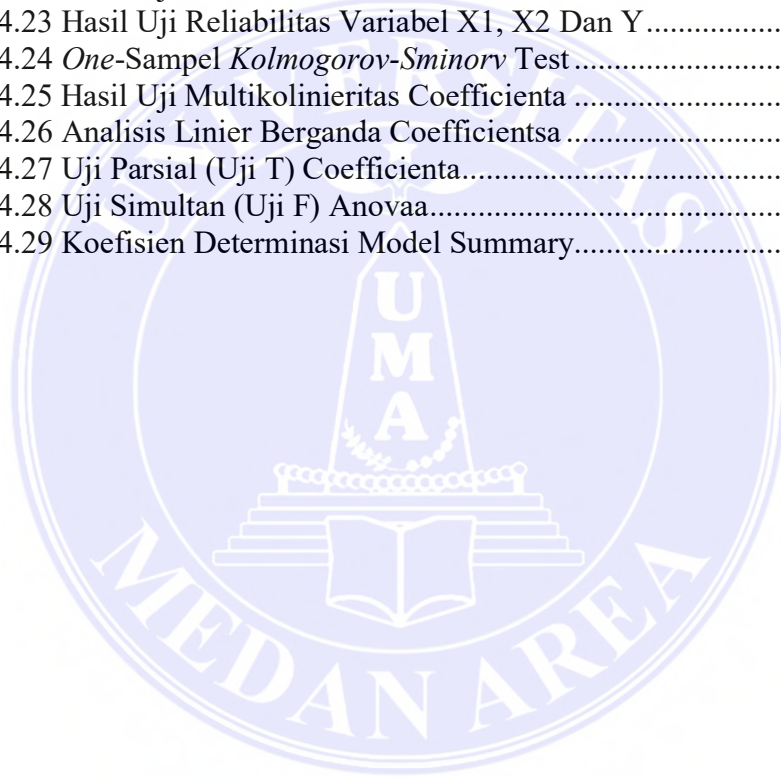 4.23 Hasil Uji Reliabilitas Variabel X1, X2 Dan Y....................
4.24 One-Sampel Kolmogorov-Sminorv Test..............................
4.25 Hasil Uji Multikolinieritas Coefficienta ..............................
4.26 Analisis Linier Berganda Coefficientsa ...............................
4.27 Uji Parsial (Uji T) Coefficienta.............................................
4.28 Uji Simultan (Uji F) Anovaa.................................................
4.29 Koefisien Determinasi Model Summary..............................
UNIVERSITAS
U
M
A
MEDAN AREA